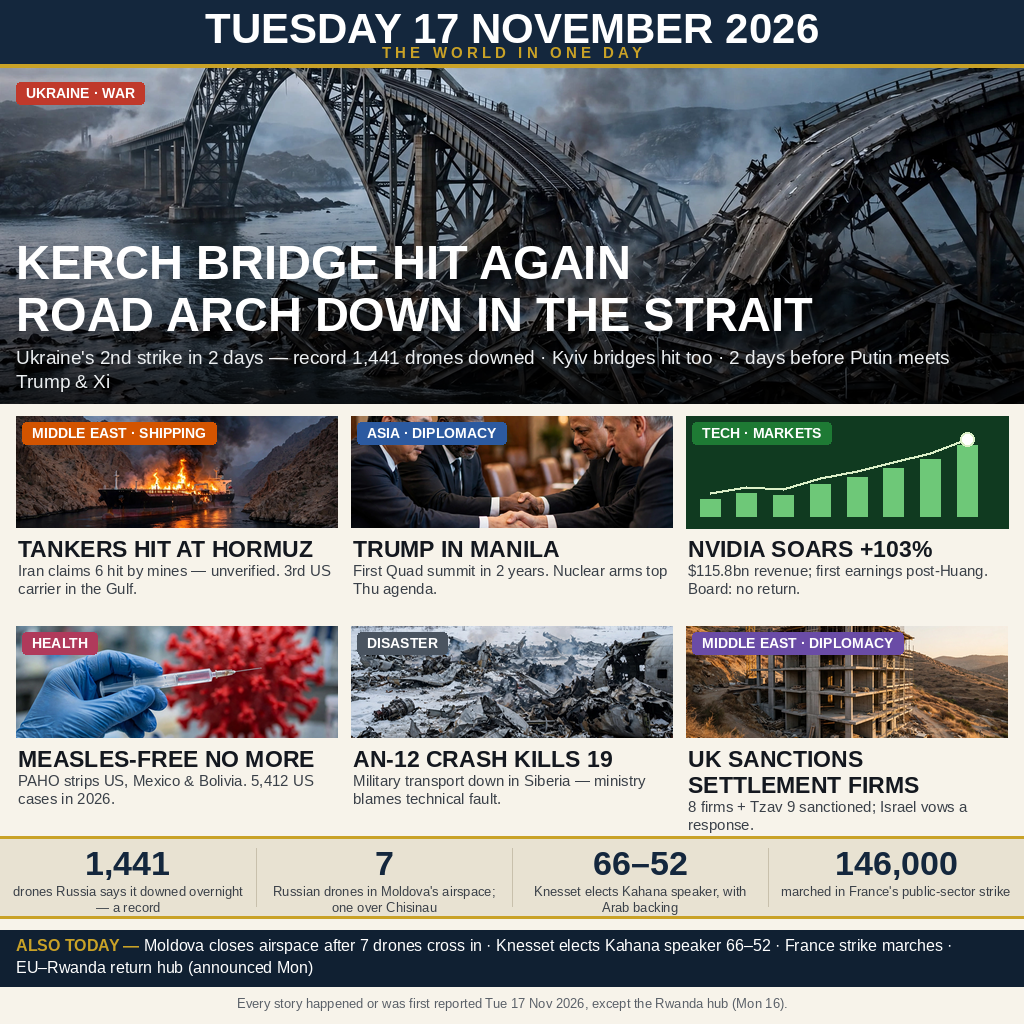 TUESDAY 17 NOVEMBER 2026
THE WORLD IN ONE DAY
UKRAINE · WAR
KERCH BRIDGE HIT AGAIN
ROAD ARCH DOWN IN THE STRAIT
Ukraine's 2nd strike in 2 days — record 1,441 drones downed · Kyiv bridges hit too · 2 days before Putin meets
Trump & Xi
MIDDLE EAST · SHIPPING
TANKERS HIT AT HORMUZ
Iran claims 6 hit by mines — unverified. 3rd US
carrier in the Gulf.
ASIA · DIPLOMACY
TRUMP IN MANILA
First Quad summit in 2 years. Nuclear arms top
Thu agenda.
TECH · MARKETS
NVIDIA SOARS +103%
$115.8bn revenue; first earnings post-Huang.
Board: no return.
HEALTH
MEASLES-FREE NO MORE
PAHO strips US, Mexico & Bolivia. 5,412 US
cases in 2026.
DISASTER
AN-12 CRASH KILLS 19
Military transport down in Siberia — ministry
blames technical fault.
MIDDLE EAST · DIPLOMACY
UK SANCTIONS
SETTLEMENT FIRMS
8 firms + Tzav 9 sanctioned; Israel vows a
response.
1,441
drones Russia says it downed overnight
— a record
7
Russian drones in Moldova's airspace;
one over Chisinau
66–52
Knesset elects Kahana speaker, with
Arab backing
146,000
marched in France's public-sector strike
ALSO TODAY — Moldova closes airspace after 7 drones cross in · Knesset elects Kahana speaker 66–52 · France strike marches ·
EU–Rwanda return hub (announced Mon)
Every story happened or was first reported Tue 17 Nov 2026, except the Rwanda hub (Mon 16).